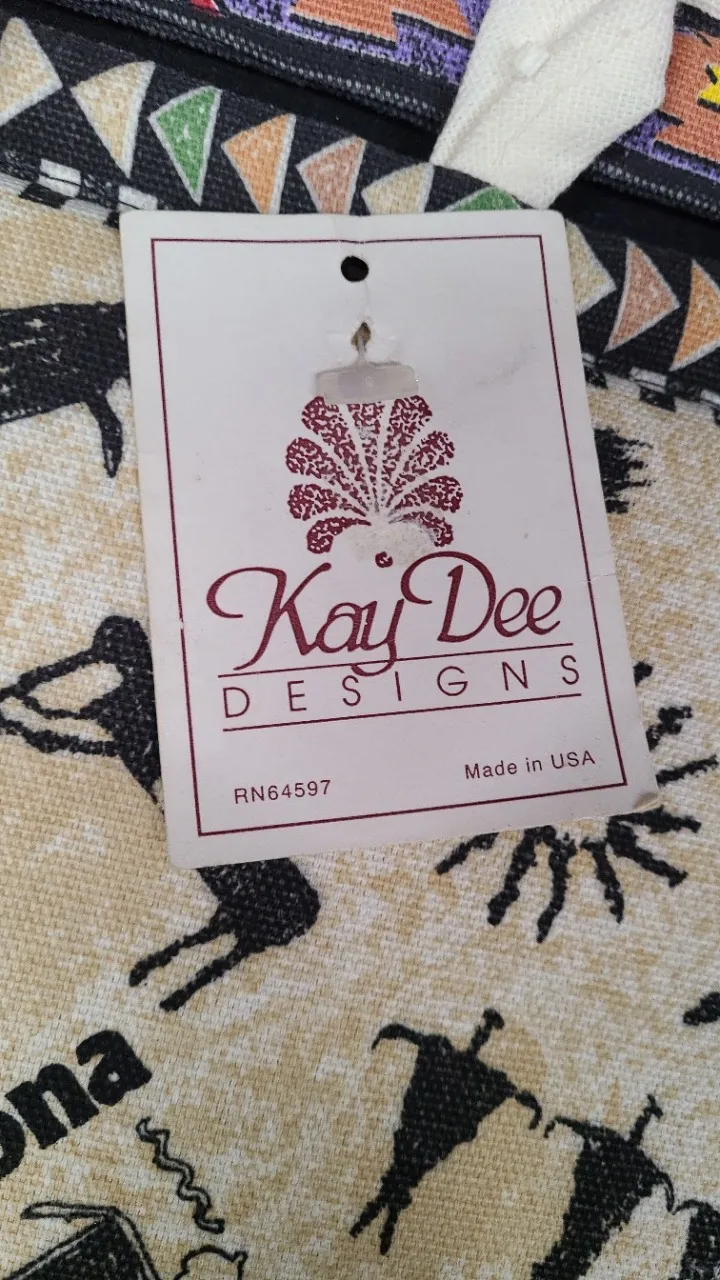 Kay Dee
DESIGNS
RN64597
Made in USA
ona